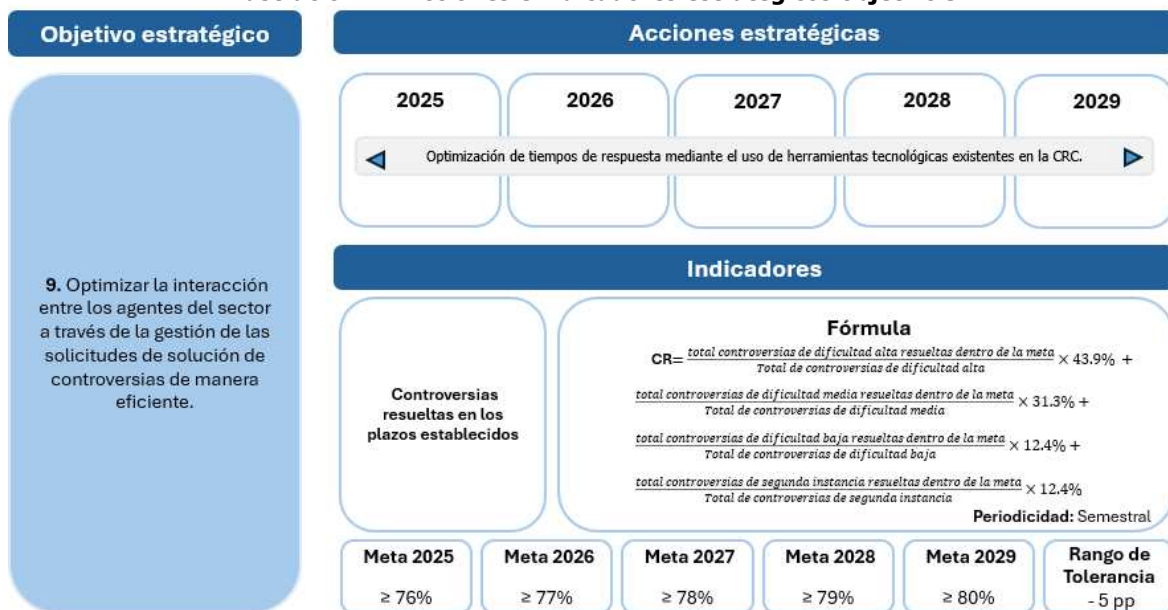 Objetivo estratégico
Acciones estratégicas
2025
2026
2027
2028
2029
Optimización de tiempos de respuesta mediante el uso de herramientas tecnológicas existentes en la CRC.
9. Optimizar la interacción
entre los agentes del sector
a través de la gestión de las
solicitudes de solución de
controversias de manera
eficiente.
Indicadores
Controversias
resueltas en los
plazos establecidos
Fórmula
CR= total controversias de dificultad alta resueltas dentro de la meta × 43.9% +
Total de controversias de dificultad alta
total controversias de dificultad media resueltas dentro de la meta × 31.3% +
Total de controversias de dificultad media
total controversias de dificultad baja resueltas dentro de la meta × 12.4% +
Total de controversias de dificultad baja
total controversias de segunda instancia resueltas dentro de la meta × 12.4%
Total de controversias de segunda instancia
Periodicidad: Semestral
Meta 2025
≥ 76%
Meta 2026
≥ 77%
Meta 2027
≥ 78%
Meta 2028
≥ 79%
Meta 2029
≥ 80%
Rango de
Tolerancia
- 5 pp